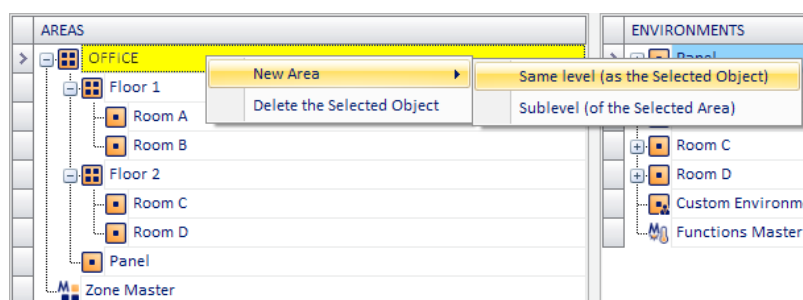 AREAS
ENVIRONMENTS
OFFICE
Panel
New Area
Same level (as the Selected Object)
Floor 1
Delete the Selected Object
Sublevel (of the Selected Area)
Room A
Room B
Room C
Floor 2
Room D
Room C
Custom Environm
Room D
Functions Master
Panel
Zone Master